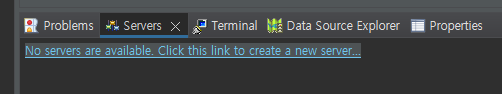 Problems Servers Terminal Data Source Explorer Properties
No servers are available. Click this link to create a new server...